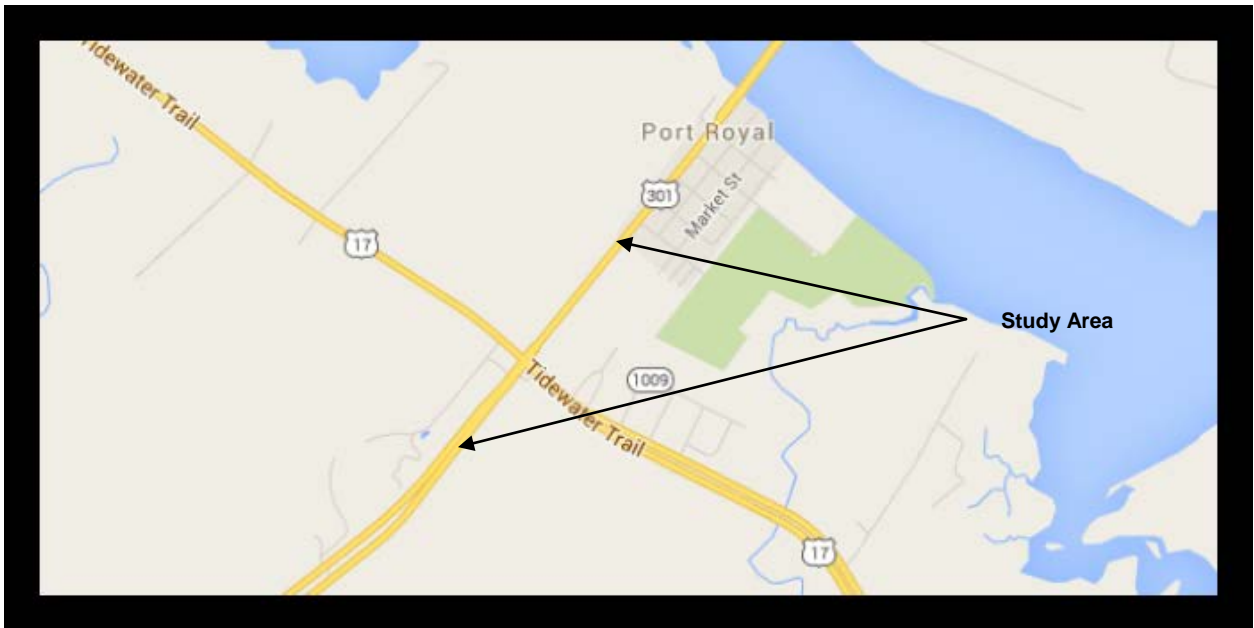 Tidewater Trail
Port Royal
301
Market St
17
Study Area
Tidewater Trail
1009
17